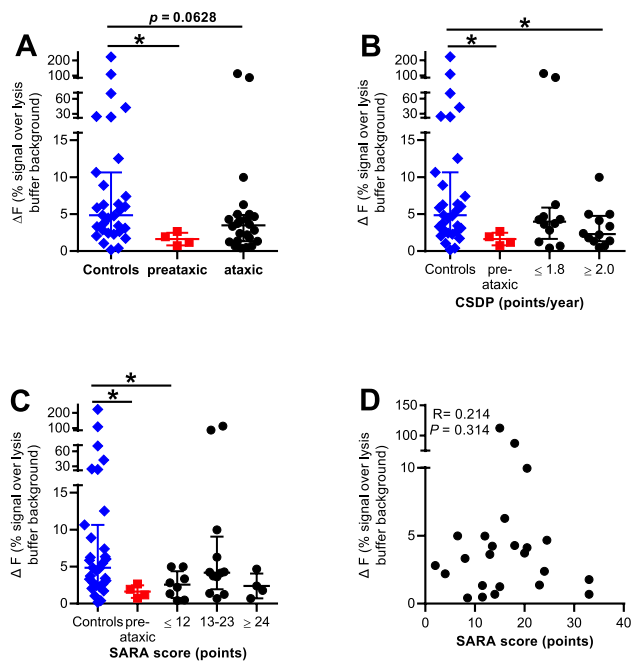 A
p = 0.0628
*
Δ F (% signal over lysis
buffer background)
200
100
60
30
15
10
5
0
Controls preataxic ataxic
B
*
*
Δ F (% signal over lysis
buffer background)
200
100
60
30
15
10
5
0
Controls pre-
ataxic ≤ 1.8 ≥ 2.0
CSDP (points/year)
C
*
*
Δ F (% signal over lysis
buffer background)
200
100
60
30
15
10
5
0
Controls pre-
ataxic ≤ 12 13-23 ≥ 24
SARA score (points)
D
R= 0.214
P = 0.314
Δ F (% signal over lysis
buffer background)
150
100
50
10
5
0
0 10 20 30 40
SARA score (points)